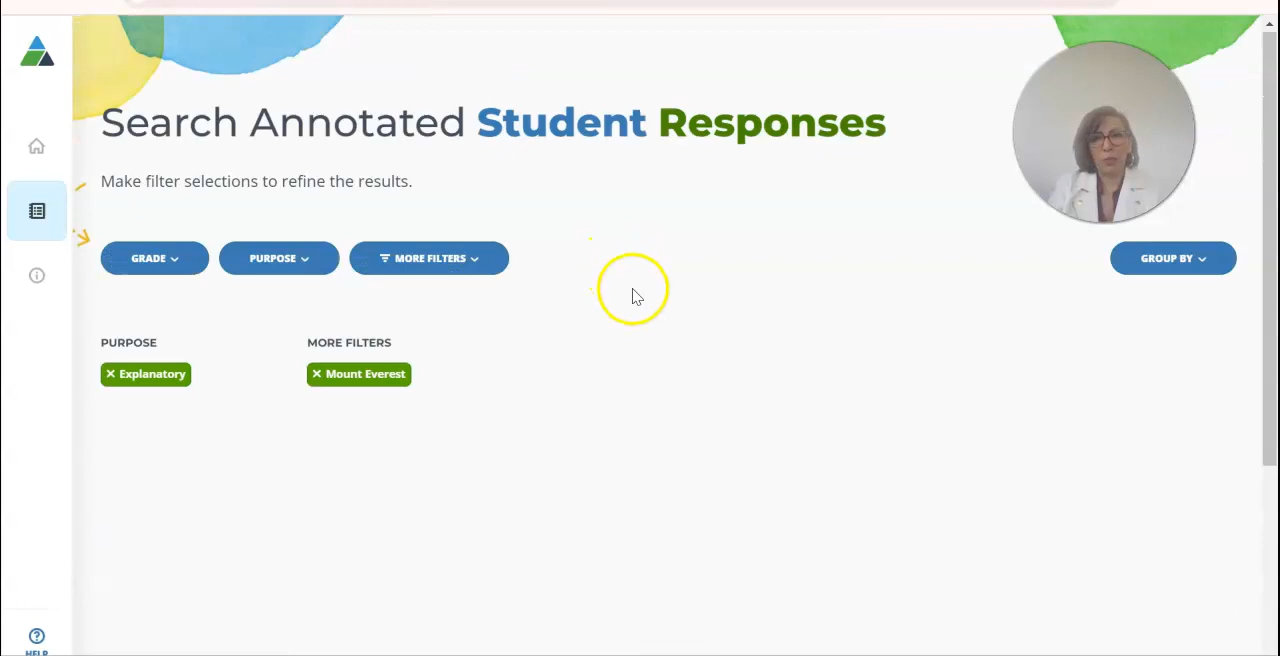 Search Annotated Student Responses
Make filter selections to refine the results.
GRADE PURPOSE MORE FILTERS GROUP BY
PURPOSE MORE FILTERS
✕ Explanatory ✕ Mount Everest
HELP